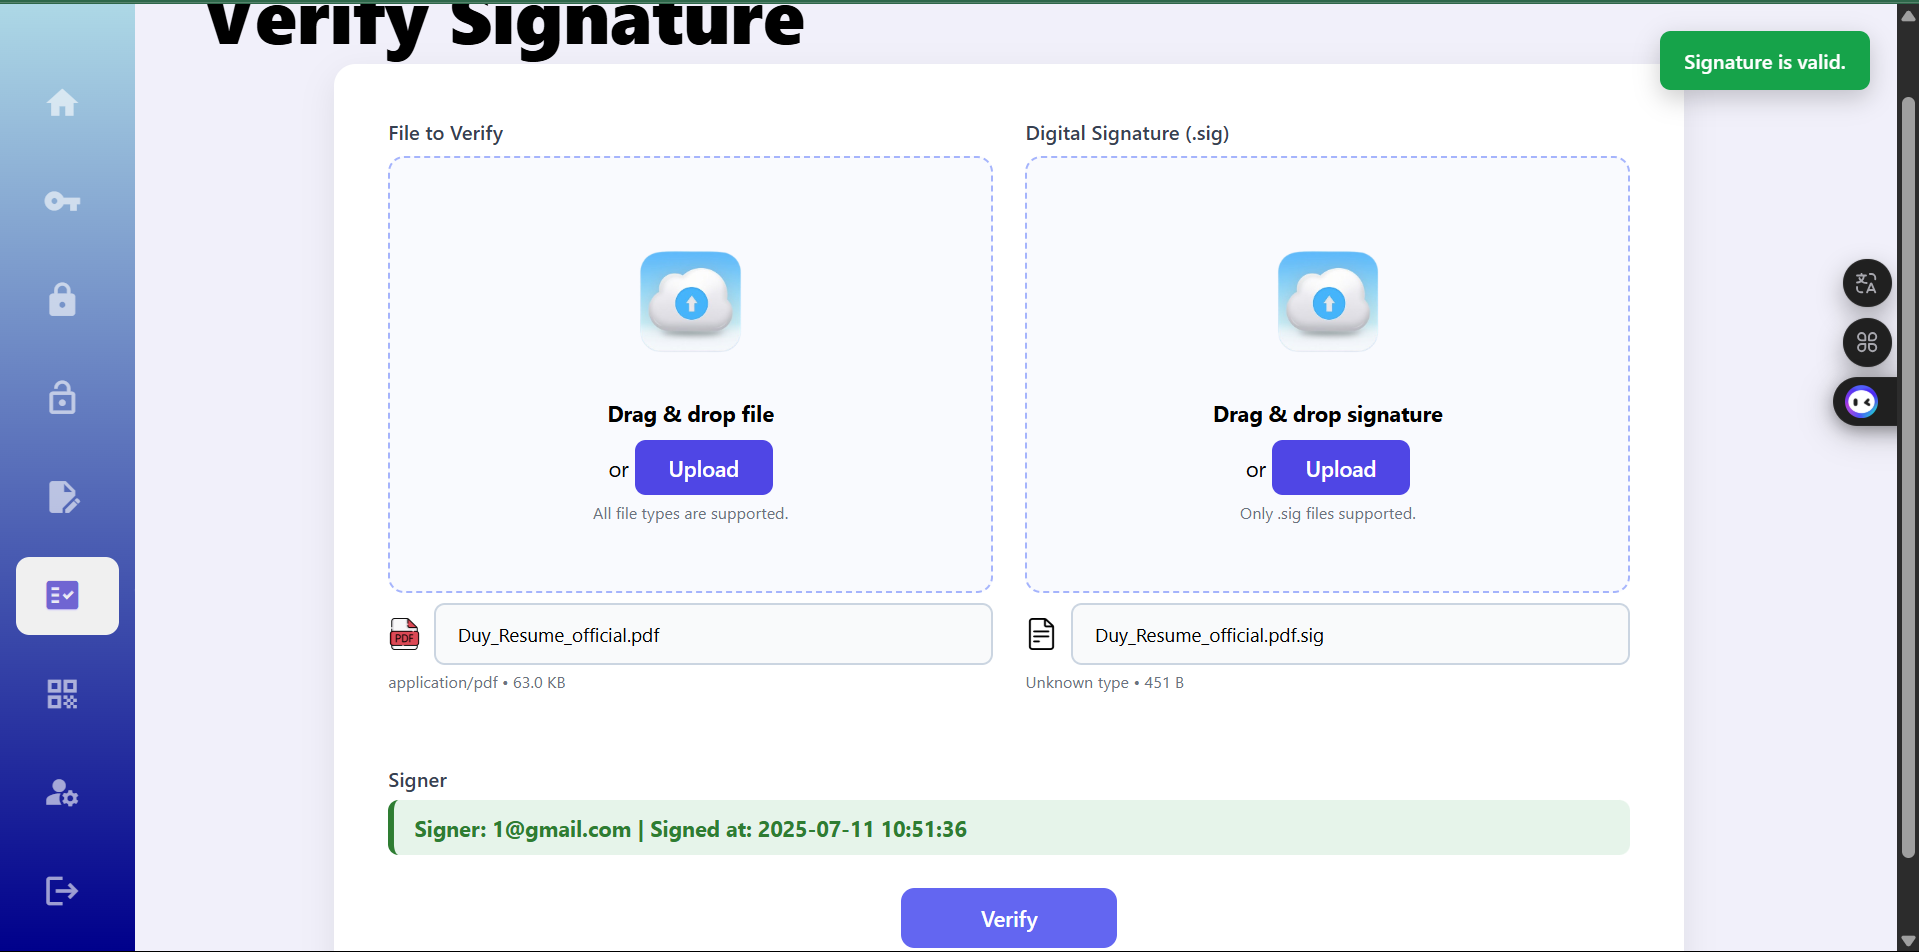 Verify Signature
Signature is valid.
File to Verify
Drag & drop file
or Upload
All file types are supported.
PDF
Duy_Resume_official.pdf
application/pdf • 63.0 KB
Digital Signature (.sig)
Drag & drop signature
or Upload
Only .sig files supported.
Duy_Resume_official.pdf.sig
Unknown type • 451 B
Signer
Signer: 1@gmail.com | Signed at: 2025-07-11 10:51:36
Verify